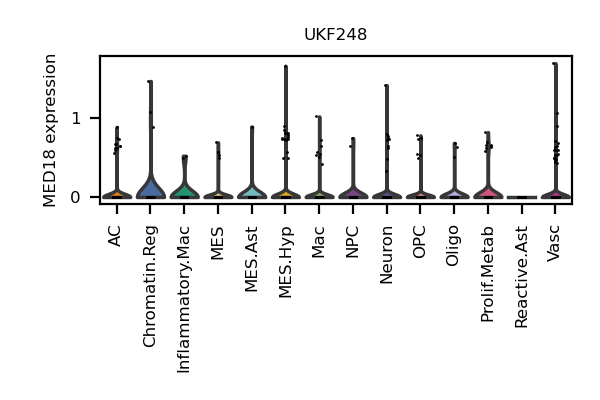 UKF248
MED18 expression
1
0
AC
Chromatin.Reg
Inflammatory.Mac
MES
MES.Ast
MES.Hyp
Mac
NPC
Neuron
OPC
Oligo
Prolif.Metab
Reactive.Ast
Vasc